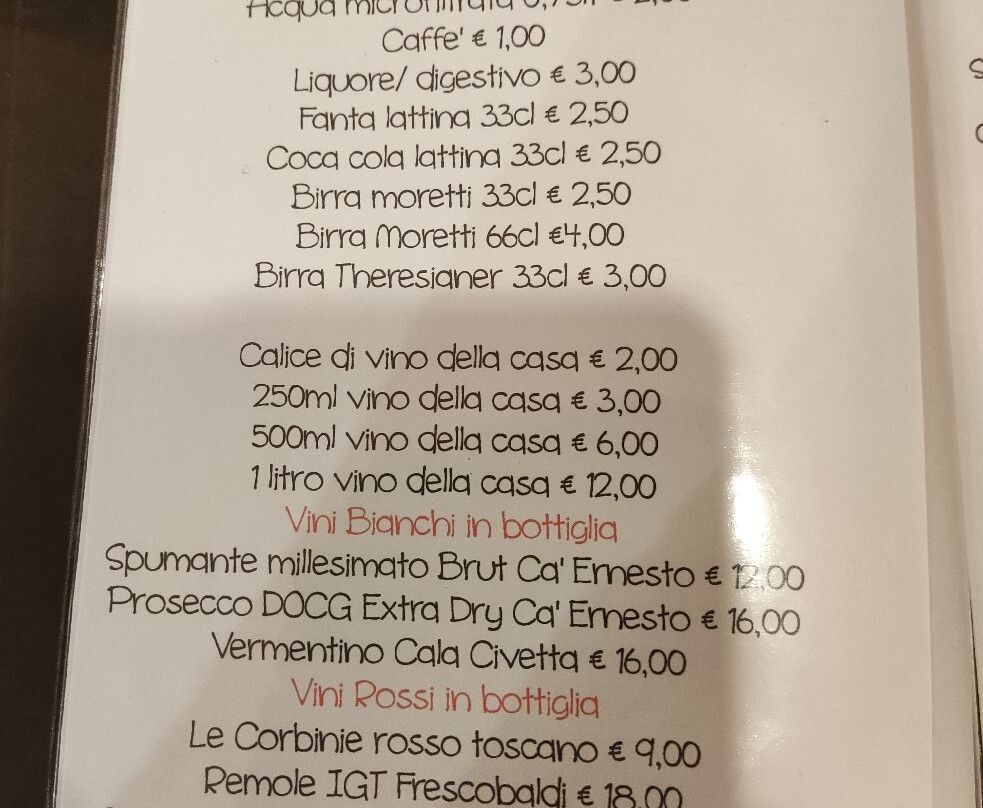 Acqua microfiltrata 0,75lt €
Caffe' € 1,00
Liquore/ digestivo € 3,00
Fanta lattina 33cl € 2,50
Coca cola lattina 33cl € 2,50
Birra moretti 33cl € 2,50
Birra Moretti 66cl €4,00
Birra Theresianer 33cl € 3,00
Calice di vino della casa € 2,00
250ml vino della casa € 3,00
500ml vino della casa € 6,00
1 litro vino della casa € 12,00
Vini Bianchi in bottiglia
Spumante millesimato Brut Ca' Ernesto € 12,00
Prosecco DOCG Extra Dry Ca' Ernesto € 16,00
Vermentino Cala Civetta € 16,00
Vini Rossi in bottiglia
Le Corbinie rosso toscano € 9,00
Remole IGT Frescobaldi € 18,00